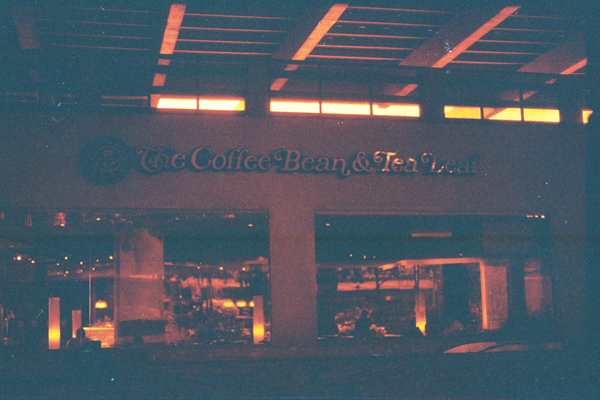 The Coffee Bean & Tea Leaf